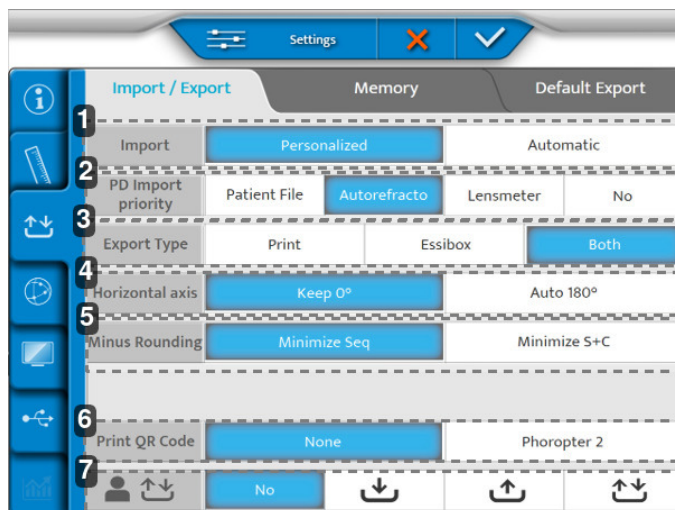 Settings
Import / Export Memory Default Export
1
Import Personalized Automatic
2
PD Import priority Patient File Autorefracto Lensmeter No
3
Export Type Print Essibox Both
4
Horizontal axis Keep 0° Auto 180°
5
Minus Rounding Minimize Seq Minimize S+C
6
Print QR Code None Phoropter 2
7
No